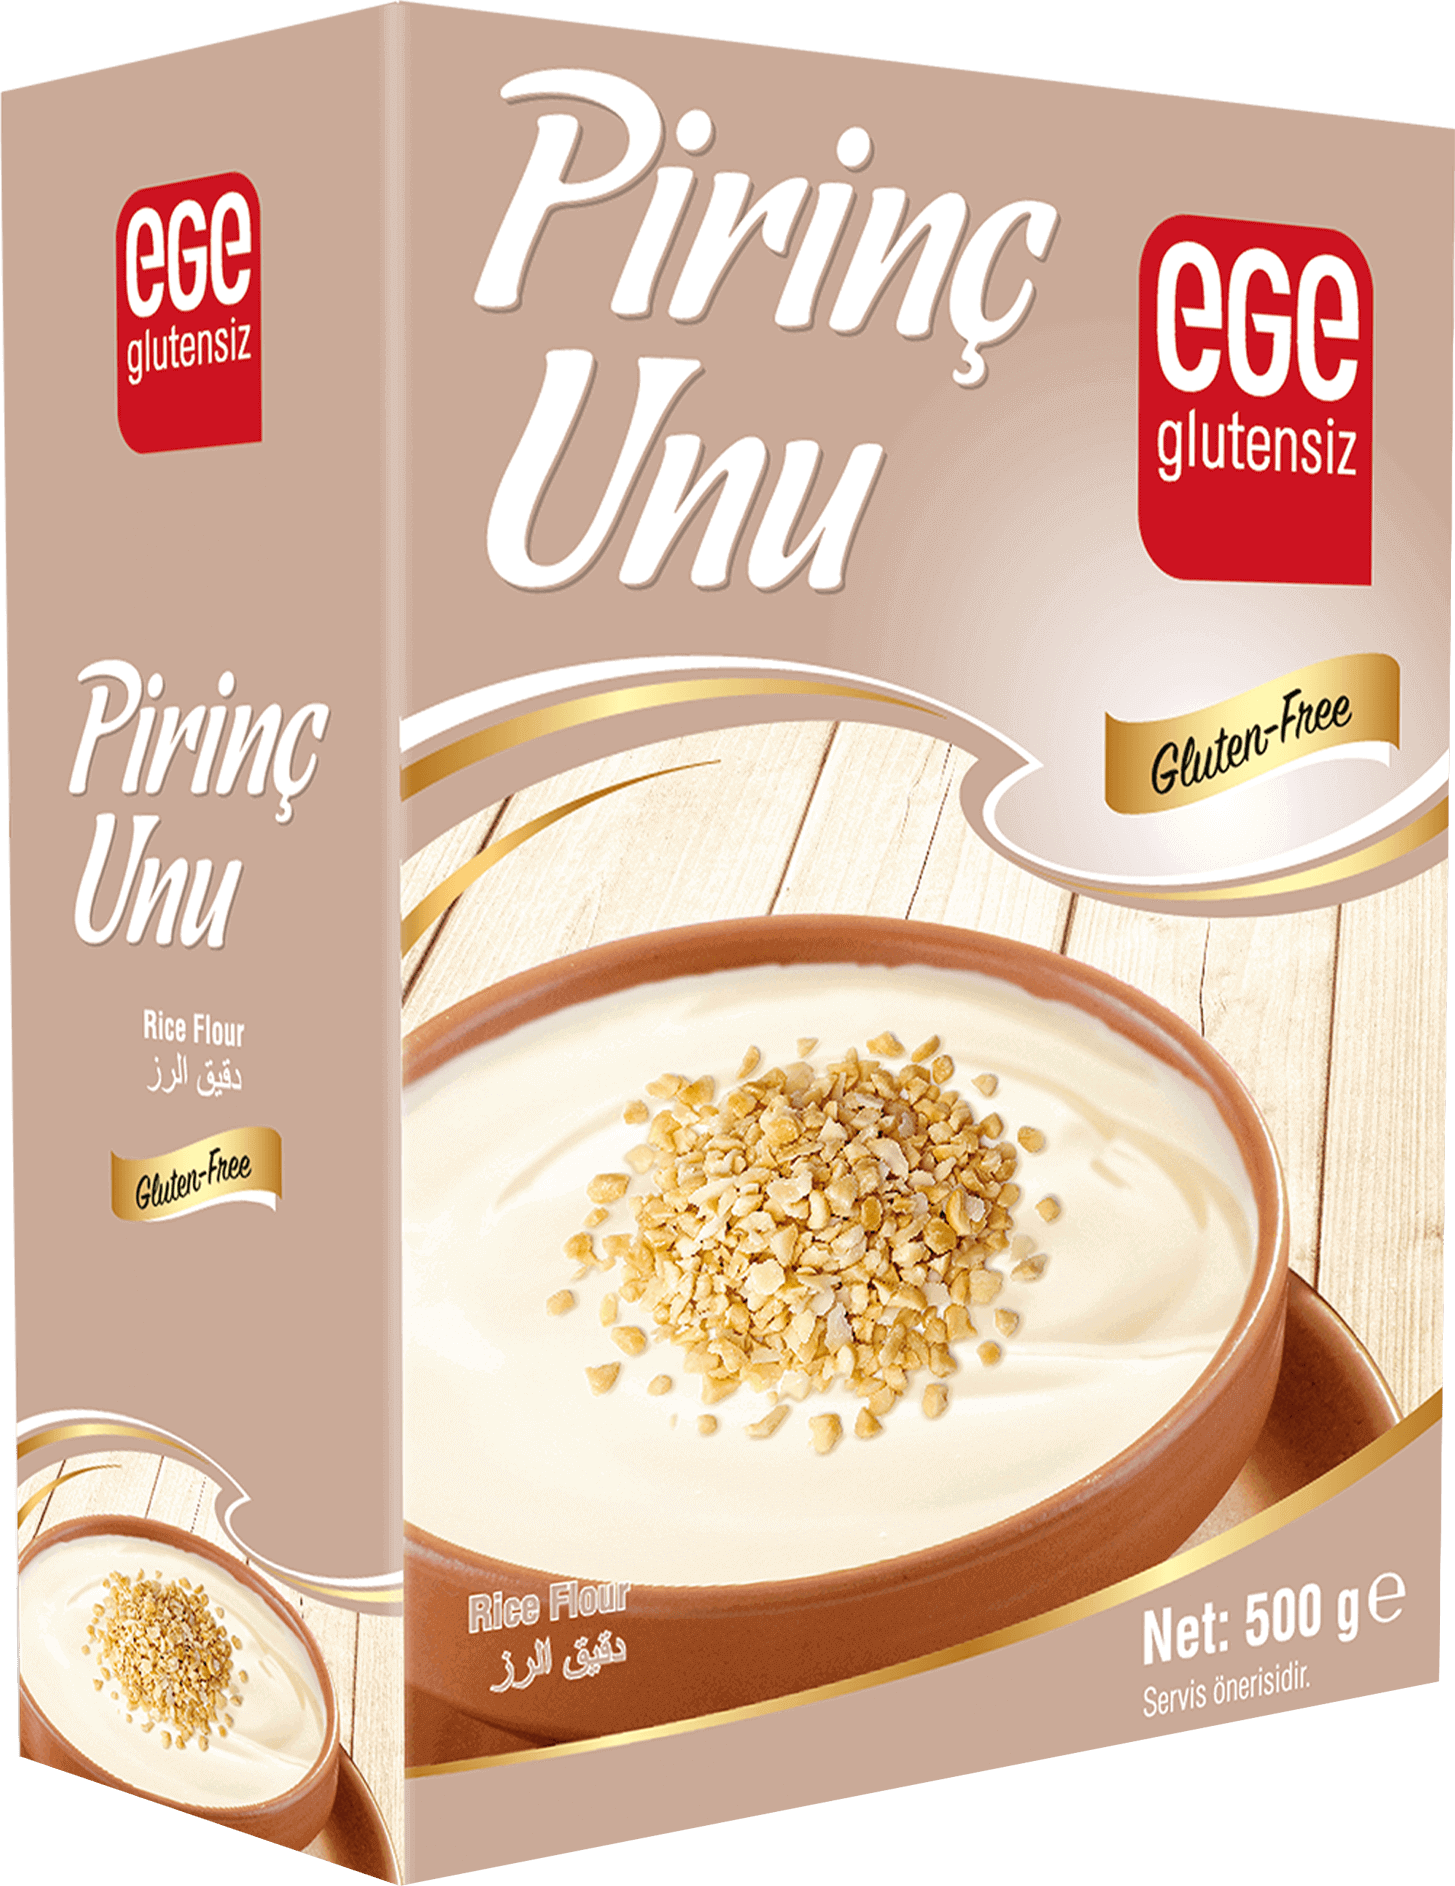 ege
glutensiz
Pirinç
Unu
Rice Flour
دقيق الرز
Gluten-Free
Pirinç
Unu
ege
glutensiz
Gluten-Free
Rice Flour
دقيق الرز
Net: 500 g e
Servis önerisidir.